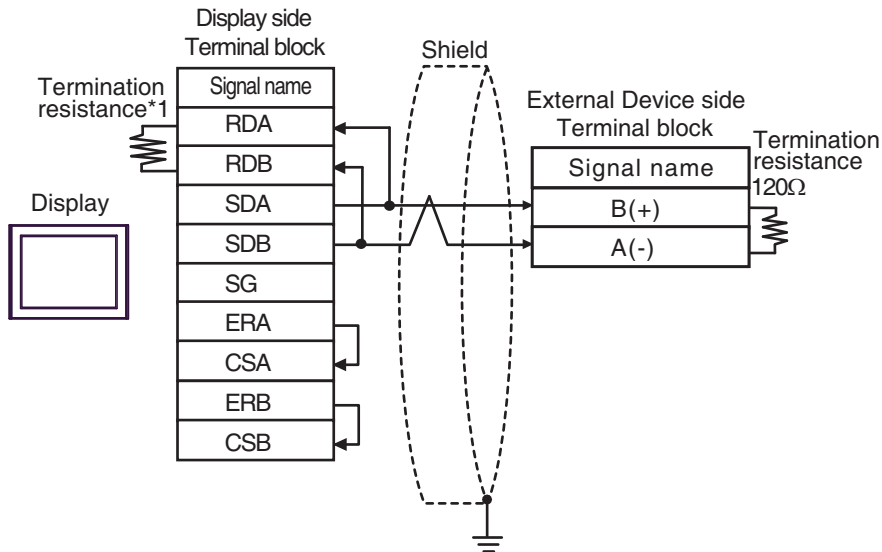 Display side
Terminal block
Shield
Termination
resistance*1
Signal name
RDA
RDB
SDA
SDB
SG
ERA
CSA
ERB
CSB
Display
External Device side
Terminal block
Signal name
B(+)
A(-)
Termination
resistance
120Ω